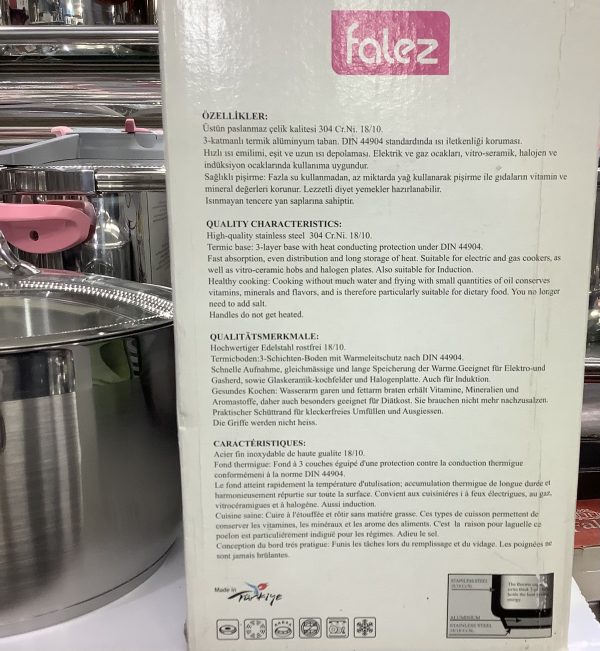 falez
ÖZELLİKLER:
Üstün paslanmaz çelik kalitesi 304 Cr.Ni. 18/10.
3-katmanlı termik alüminyum taban. DIN 44904 standardında ısı iletkenliği koruması.
Hızlı ısı emilimi, eşit ve uzun ısı depolaması. Elektrik ve gaz ocakları, vitro-seramik, halojen ve
indüksiyon ocaklarında kullanıma uygundur.
Sağlıklı pişirme: Fazla su kullanmadan, az miktarda yağ kullanarak pişirme ile gıdaların vitamin ve
mineral değerleri korunur. Lezzetli diyet yemekler hazırlanabilir.
Isınmayan tencere yan saplarına sahiptir.
QUALITY CHARACTERISTICS:
High-quality stainless steel 304 Cr.Ni. 18/10.
Termic base: 3-layer base with heat conducting protection under DIN 44904.
Fast absorption, even distribution and long storage of heat. Suitable for electric and gas cookers, as
well as vitro-ceramic hobs and halogen plates. Also suitable for Induction.
Healthy cooking: Cooking without much water and frying with small quantities of oil conserves
vitamins, minerals and flavors, and is therefore particularly suitable for dietary food. You no longer
need to add salt.
Handles do not get heated.
QUALITÄTSMERKMALE:
Hochwertiger Edelstahl rostfrei 18/10.
Termicboden:3-Schichten-Boden mit Warmeleitschutz nach DIN 44904.
Schnelle Aufnahme, gleichmässige und lange Speicherung der Warme.Geeignet für Elektro-und
Gasherd, sowie Glaskeramik-kochfelder und Halogenplatte. Auch für Induktion.
Gesundes Kochen: Wasserarm garen und fettarm braten erhält Vitamine, Mineralien und
Aromastoffe, daher auch besonders geeignet für Diätkost. Sie brauchen nicht mehr nachzusalzen.
Praktischer Schüttrand für kleckerfreies Umfüllen und Ausgiessen.
Die Griffe werden nicht heiss.
CARACTÉRISTIQUES:
Acier fin inoxydable de haute gualite 18/10.
Fond thermigue: Fond à 3 couches éguipé d'une protection contre la conduction thermigue
conformémeni à la norme DIN 44904.
Le fond atteint rapidement la température d'utulisation; accumulation thermigue de longue durée et
harmonieusement répurtie sur toute la surface. Convient aux cuisiniéres i à feux électrigues, au gaz,
vitrocéramigues et à halogéne. Aussi induction.
Cuisine saine: Cuire à l'étouffée et rôtir sans matiére grasse. Ces types de cuisson permettent de
conserver les vitamines, les minéraux et les arome des aliments. C'est la raison pour laguelle ce
poelon est particuliérement indigué pour les régimes. Adieu le sel.
Conception du bord trés pratigue: Funis les tâches lors du remplissage et du vidage. Les poignées ne
sont jamais brûlantes.
Made in
Türkiye
STAINLESS STEEL
ALUMINIUM
STAINLESS STEEL
energy.